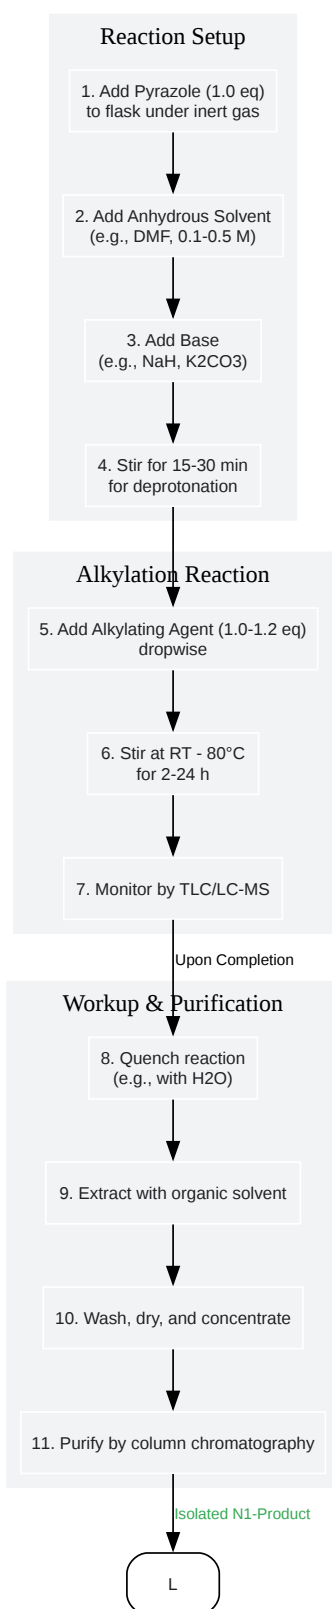 Reaction Setup
1. Add Pyrazole (1.0 eq)
to flask under inert gas
2. Add Anhydrous Solvent
(e.g., DMF, 0.1-0.5 M)
3. Add Base
(e.g., NaH, K2CO3)
4. Stir for 15-30 min
for deprotonation
Alkylation Reaction
5. Add Alkylating Agent (1.0-1.2 eq)
dropwise
6. Stir at RT - 80°C
for 2-24 h
7. Monitor by TLC/LC-MS
Upon Completion
Workup & Purification
8. Quench reaction
(e.g., with H2O)
9. Extract with organic solvent
10. Wash, dry, and concentrate
11. Purify by column chromatography
Isolated N1-Product
L